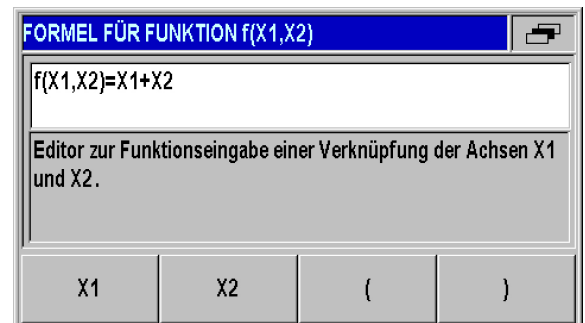 FORMEL FÜR FUNKTION f(X1,X2)
f(X1,X2)=X1+X2
Editor zur Funktionseingabe einer Verknüpfung der Achsen X1
und X2.
X1 X2 ( )